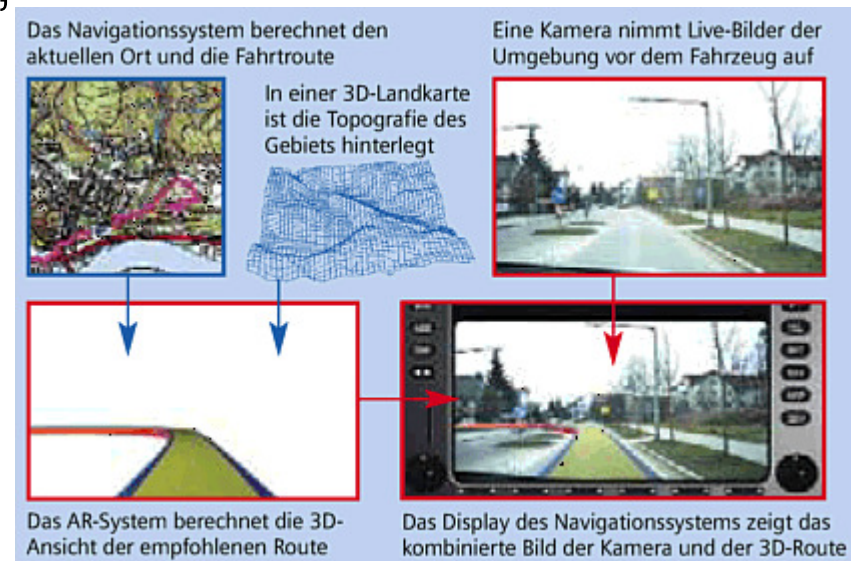 Das Navigationssystem berechnet den
aktuellen Ort und die Fahrtroute
In einer 3D-Landkarte
ist die Topografie des
Gebiets hinterlegt
Eine Kamera nimmt Live-Bilder der
Umgebung vor dem Fahrzeug auf
Das AR-System berechnet die 3D-
Ansicht der empfohlenen Route
Das Display des Navigationssystems zeigt das
kombinierte Bild der Kamera und der 3D-Route